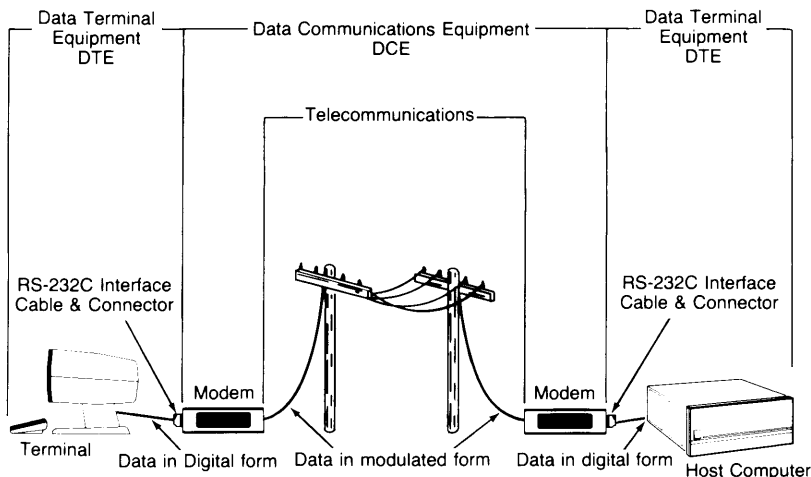 Data Terminal
Equipment
DTE
Data Communications Equipment
DCE
Data Terminal
Equipment
DTE
Telecommunications
RS-232C Interface
Cable & Connector
RS-232C Interface
Cable & Connector
Modem
Modem
Terminal
Data in Digital form
Data in modulated form
Data in digital form
Host Computer